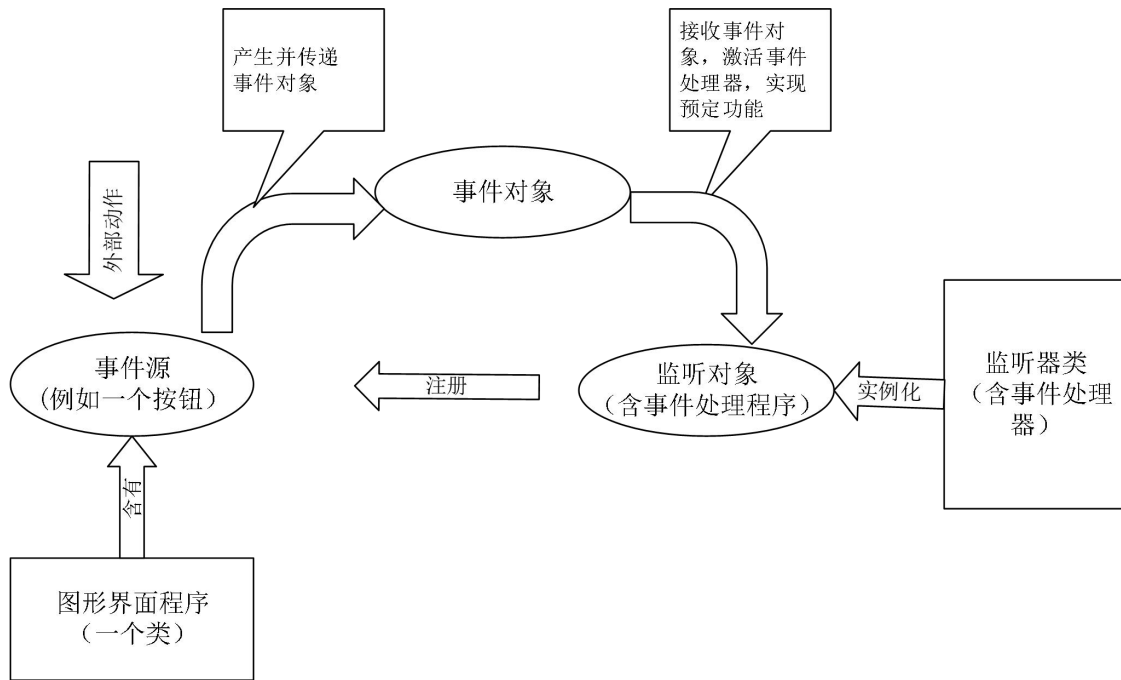 产生并传递
事件对象
接收事件对
象，激活事件
处理器，实现
预定功能
外部动作
事件对象
事件源
(例如一个按钮）
注册
监听对象
（含事件处理程序）
实例化
监听器类
（含事件处理
器）
含有
图形界面程序
（一个类）